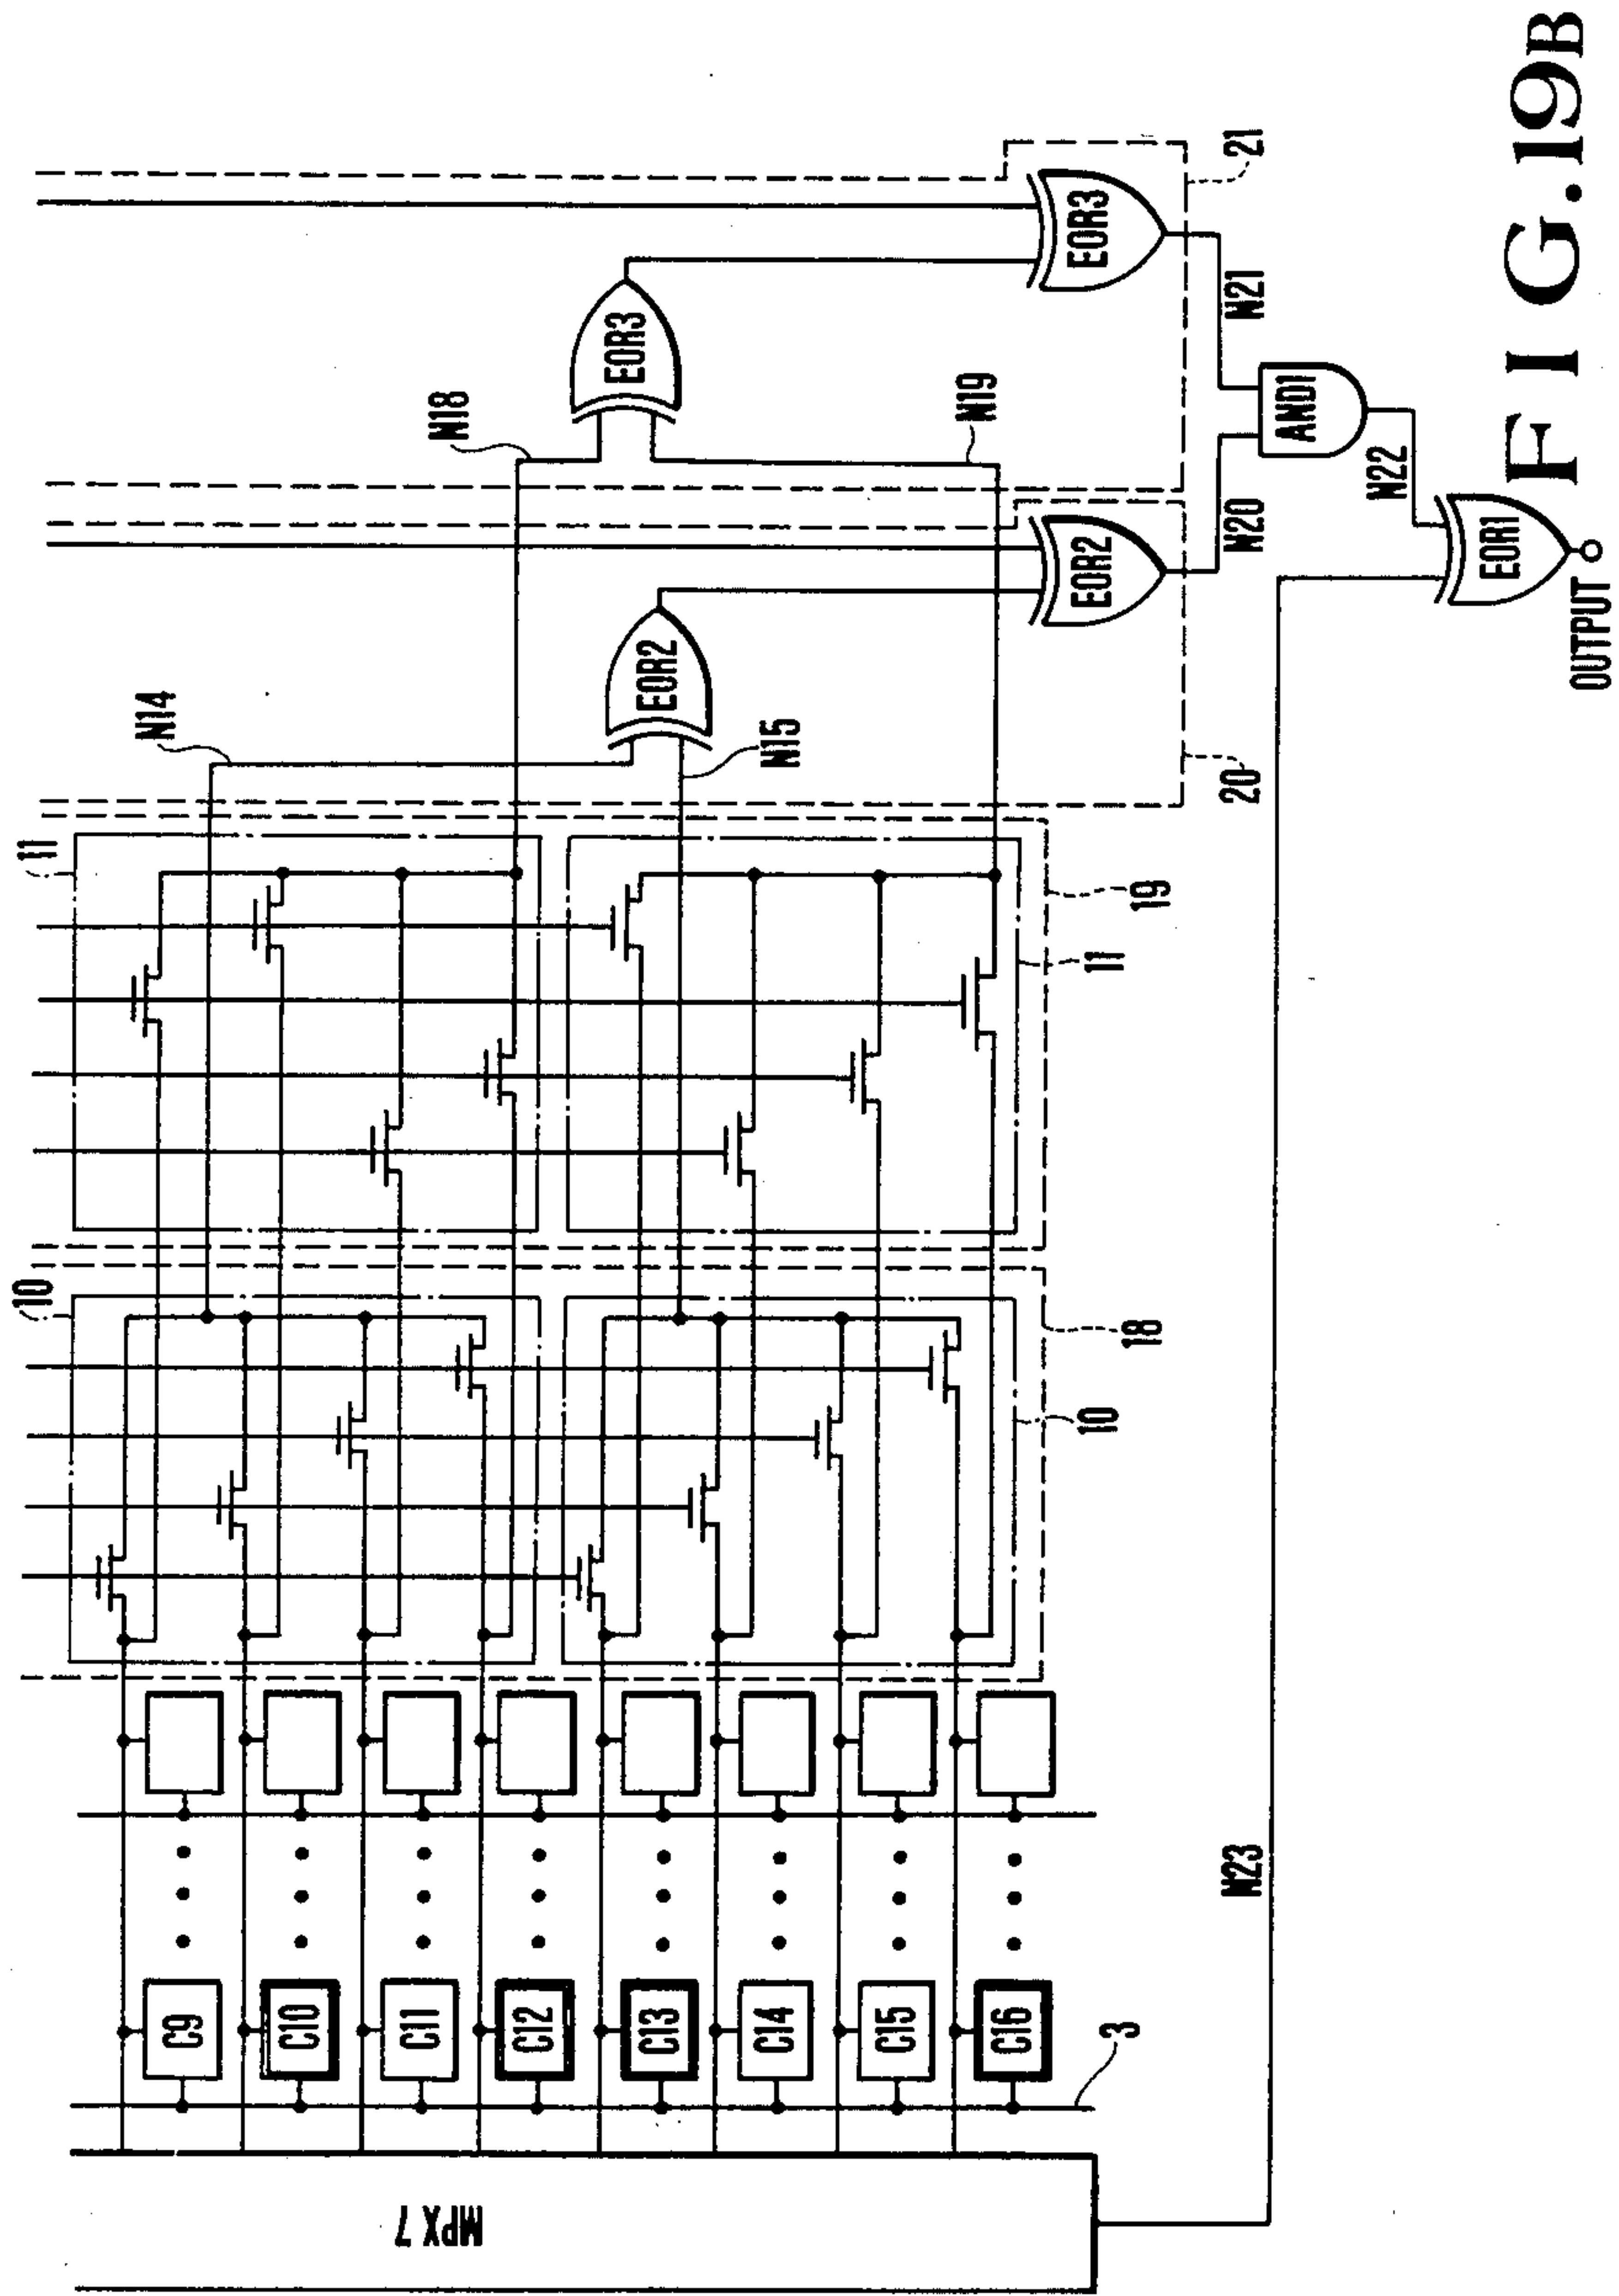 MPX 7
C9
C10
C11
C12
C13
C14
C15
C16
3
10
10
18
11
11
19
N14
N15
EOR2
N18
N19
EOR3
EOR2
EOR3
20
21
N20
N21
AND1
N22
N23
EOR1
OUTPUT
FIG.19B